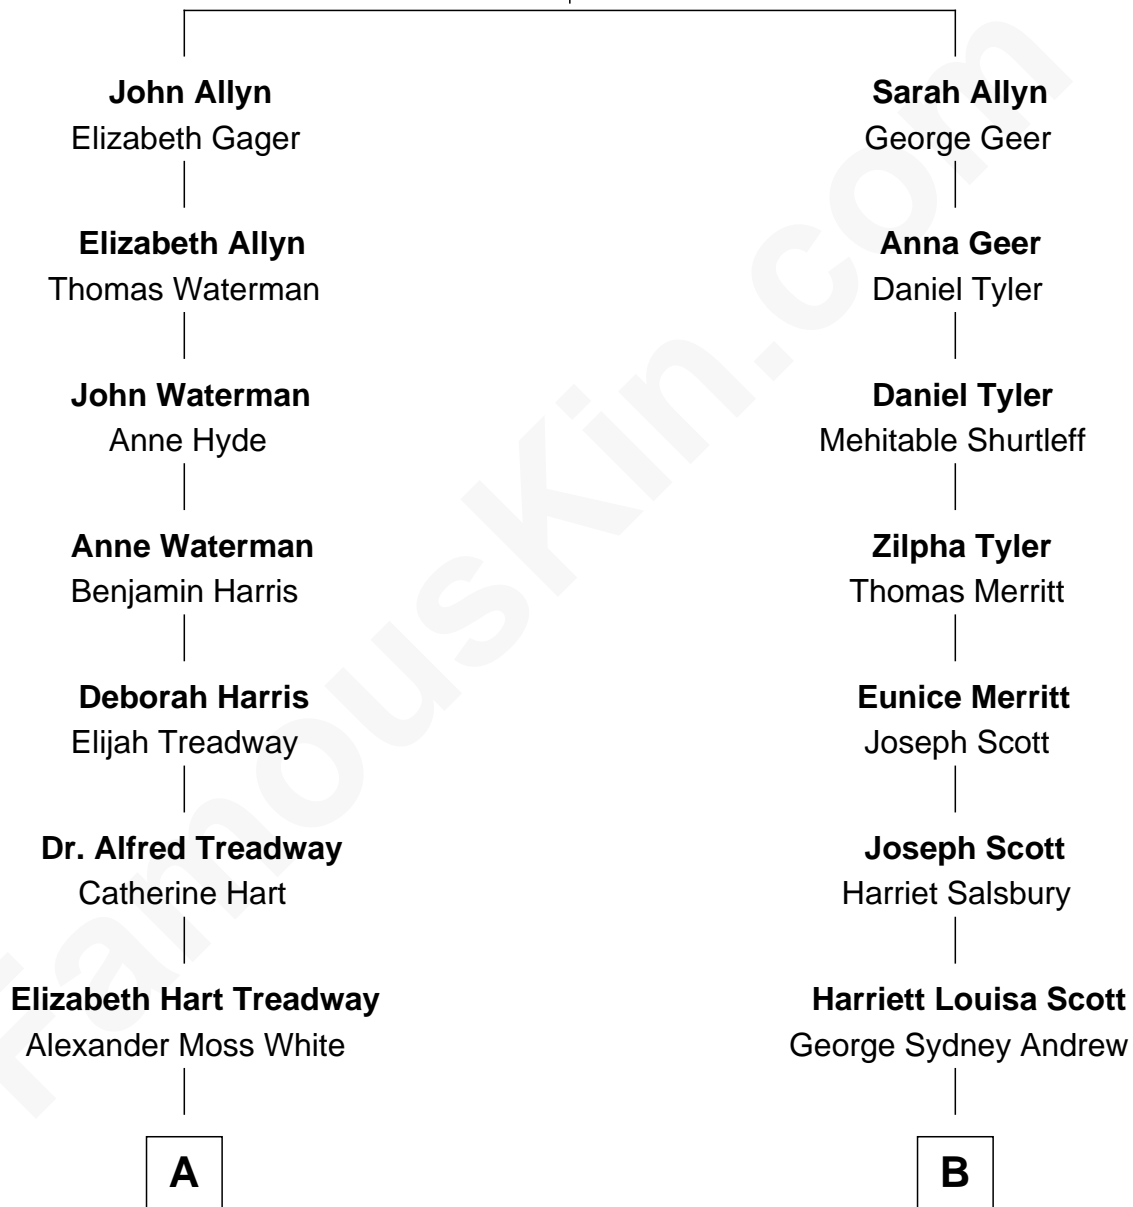 John Allyn
Elizabeth Gager
Elizabeth Allyn
Thomas Waterman
John Waterman
Anne Hyde
Anne Waterman
Benjamin Harris
Deborah Harris
Elijah Treadway
Dr. Alfred Treadway
Catherine Hart
Elizabeth Hart Treadway
Alexander Moss White
A
Sarah Allyn
George Geer
Anna Geer
Daniel Tyler
Daniel Tyler
Mehitable Shurtleff
Zilpha Tyler
Thomas Merritt
Eunice Merritt
Joseph Scott
Joseph Scott
Harriet Salsbury
Harriett Louisa Scott
George Sydney Andrew
B
FamousKin.com